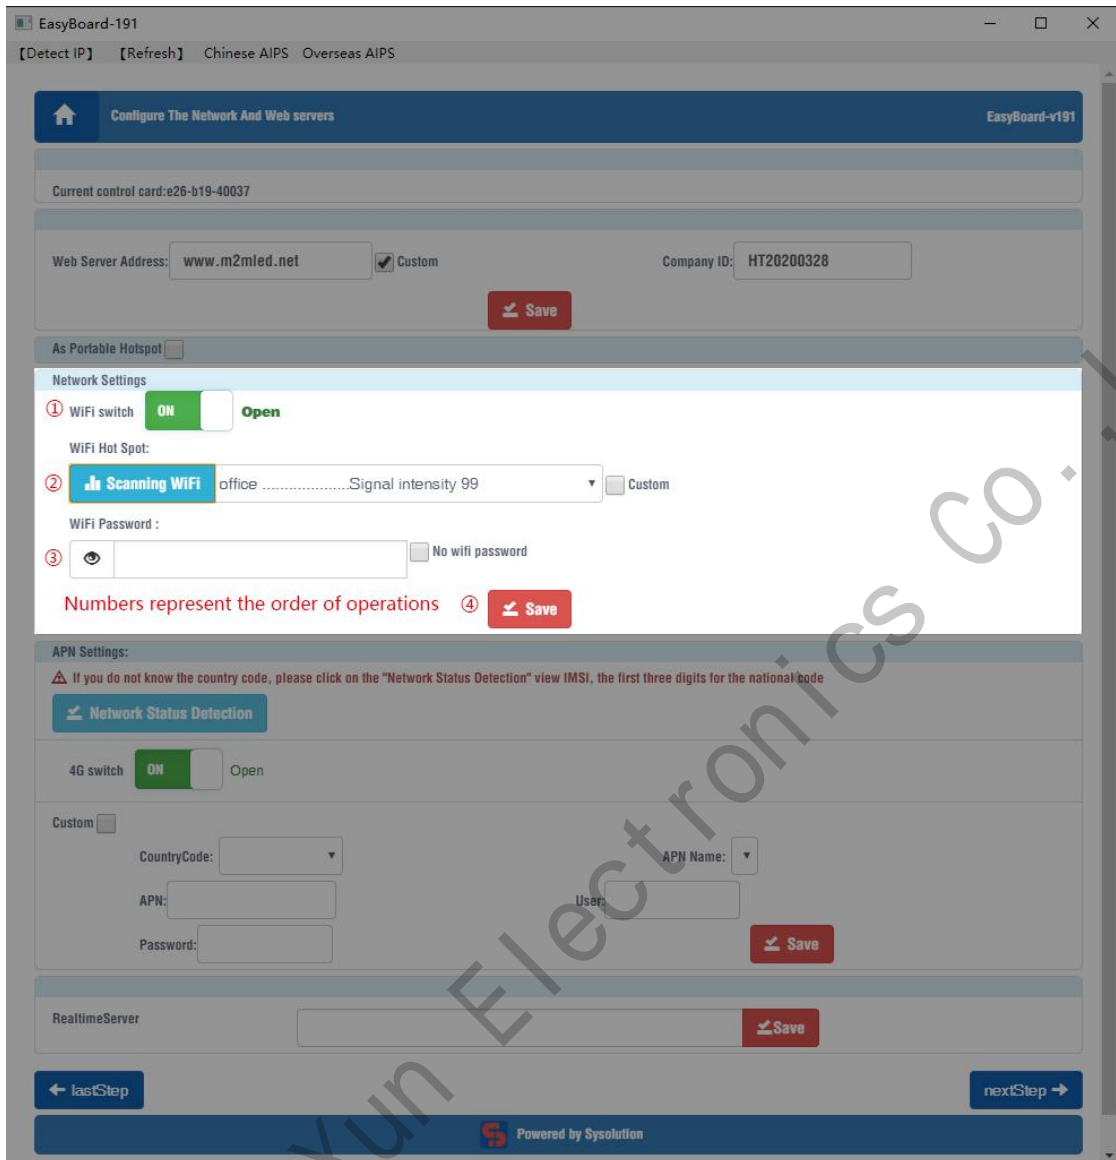 EasyBoard-191
【Detect IP】 【Refresh】 Chinese AIPS Overseas AIPS
Configure The Network And Web servers EasyBoard-v191
Current control card:e26-b19-40037
Web Server Address: www.m2mled.net Custom Company ID: HT20200328
Save
As Portable Hotspot
Network Settings
① WiFi switch ON Open
WiFi Hot Spot:
② Scanning WiFi office .....................Signal intensity 99 Custom
WiFi Password :
③ No wifi password
Numbers represent the order of operations ④ Save
APN Settings:
If you do not know the country code, please click on the "Network Status Detection" view IMSI, the first three digits for the national code
Network Status Detection
4G switch ON Open
Custom
CountryCode: APN Name:
APN: User:
Password: Save
RealtimeServer Save
lastStep nextStep
Powered by Sysolution
Xun Electronics Co.,